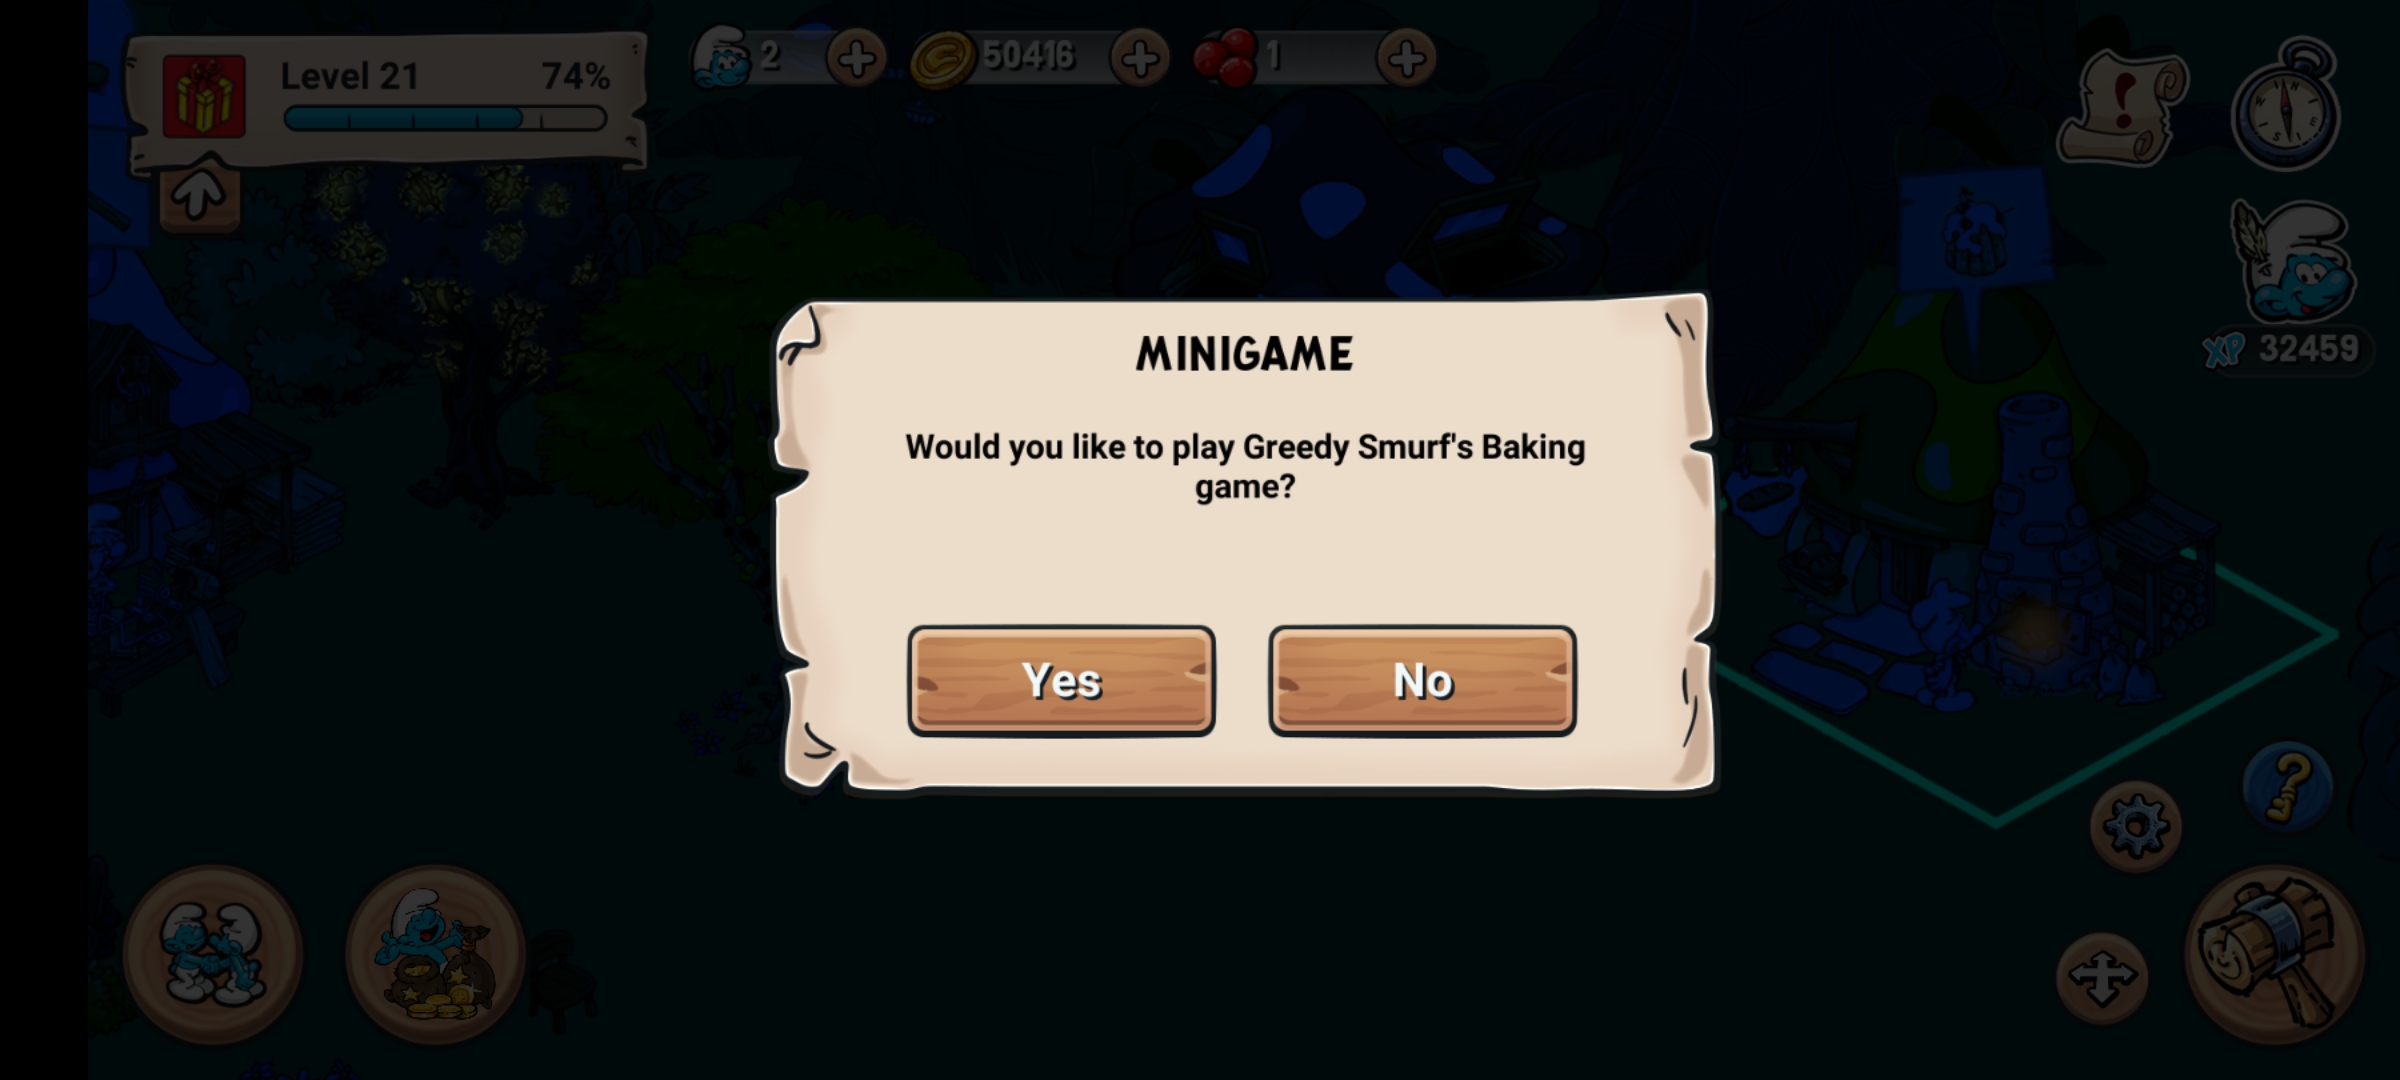 Level 21 74%
2
50416
1
XP 32459
MINIGAME
Would you like to play Greedy Smurf's Baking
game?
Yes
No